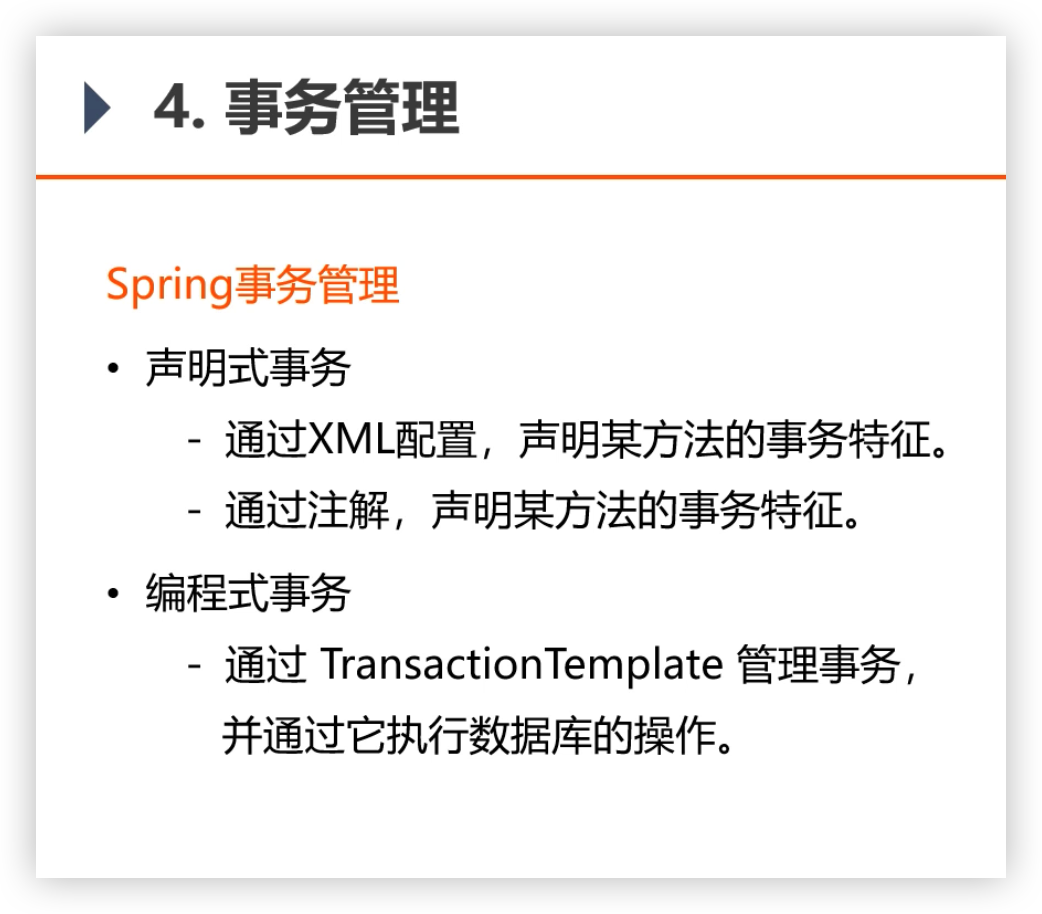 4. 事务管理
Spring事务管理
• 声明式事务
- 通过XML配置，声明某方法的事务特征。
- 通过注解，声明某方法的事务特征。
• 编程式事务
- 通过 TransactionTemplate 管理事务，
并通过它执行数据库的操作。